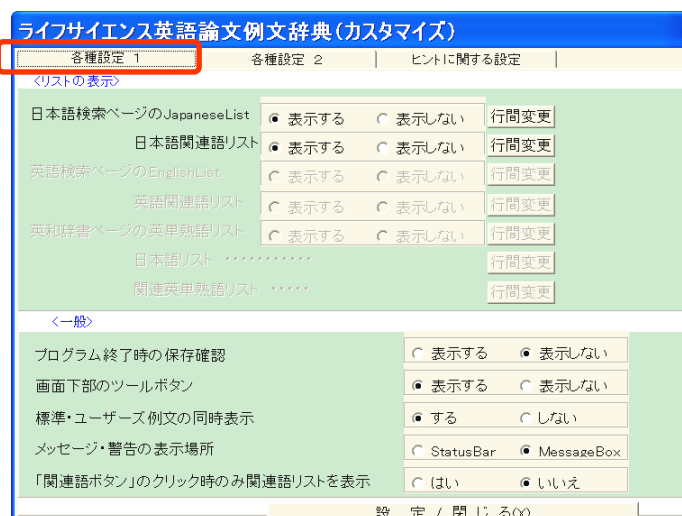 ライフサイエンス英語論文例文辞典(カスタマイズ)
各種設定 1 各種設定 2 ヒントに関する設定
<リストの表示>
日本語検索ページのJapaneseList 表示する 表示しない 行間変更
日本語関連語リスト 表示する 表示しない 行間変更
英語検索ページのEnglishList 表示する 表示しない 行間変更
英語関連語リスト 表示する 表示しない 行間変更
英和辞書ページの英単熟語リスト 表示する 表示しない 行間変更
日本語リスト ・・・・・・・・・・・ 行間変更
関連英単熟語リスト ・・・・・ 行間変更
<一般>
プログラム終了時の保存確認 表示する 表示しない
画面下部のツールボタン 表示する 表示しない
標準・ユーザーズ例文の同時表示 する しない
メッセージ・警告の表示場所 StatusBar MessageBox
「関連語ボタン」のクリック時のみ関連語リストを表示 はい いいえ
設 定 / 閉 じ る(X)